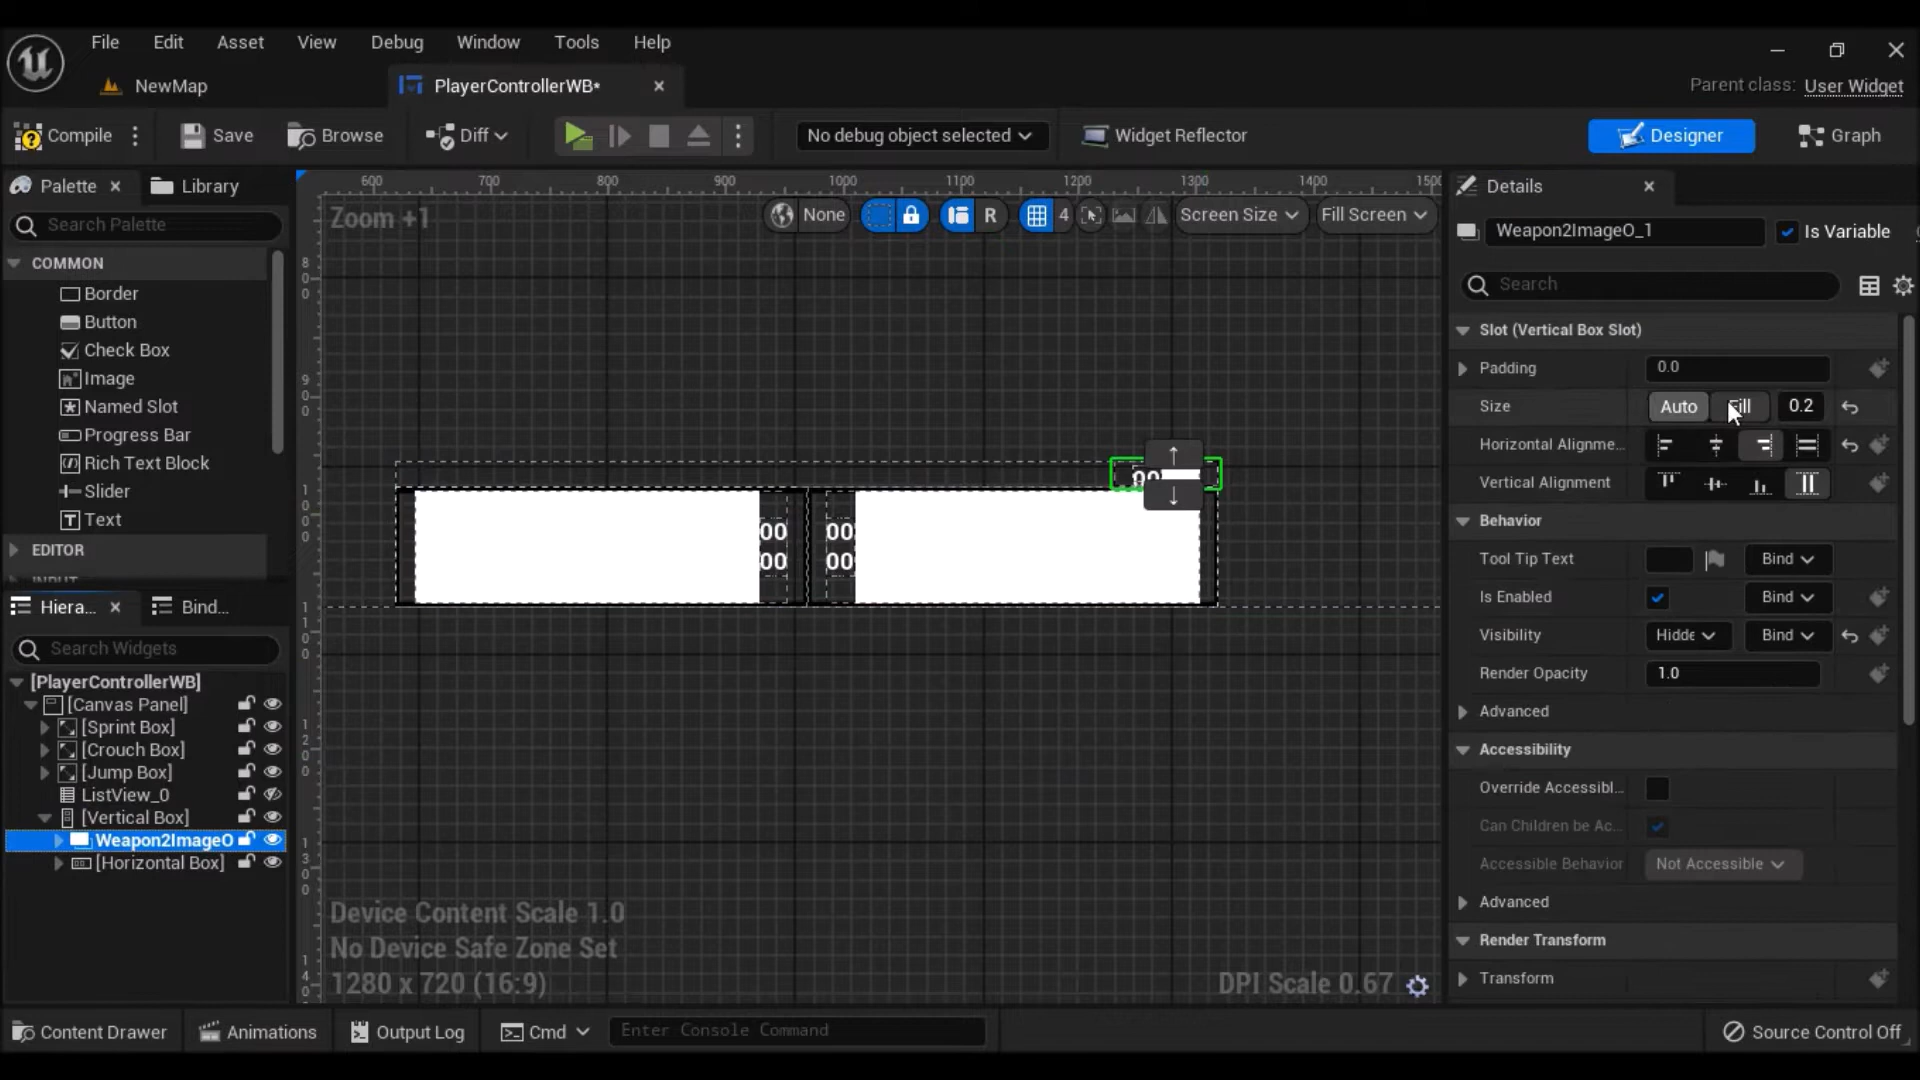 File Edit Asset View Debug Window Tools Help
NewMap
PlayerControllerWB*
Parent class: User Widget
Compile
Save
Browse
Diff
No debug object selected
Widget Reflector
Designer
Graph
Palette
Library
Search Palette
COMMON
Border
Button
Check Box
Image
Named Slot
Progress Bar
Rich Text Block
Slider
Text
EDITOR
Hiera...
Bind...
Search Widgets
[PlayerControllerWB]
[Canvas Panel]
[Sprint Box]
[Crouch Box]
[Jump Box]
ListView_0
[Vertical Box]
Weapon2ImageO
[Horizontal Box]
600 700 800 900 1000 1100 1200 1300 1400 1500
Zoom +1
None
R
4
Screen Size
Fill Screen
00
00 00
00 00
Device Content Scale 1.0
No Device Safe Zone Set
1280 x 720 (16:9)
DPI Scale 0.67
Details
Weapon2ImageO_1
Is Variable
Search
Slot (Vertical Box Slot)
Padding 0.0
Size Auto Fill 0.2
Horizontal Alignme...
Vertical Alignment
Behavior
Tool Tip Text Bind
Is Enabled Bind
Visibility Hidde Bind
Render Opacity 1.0
Advanced
Accessibility
Override Accessibl...
Can Children be Ac...
Accessible Behavior Not Accessible
Advanced
Render Transform
Transform
Content Drawer
Animations
Output Log
Cmd
Enter Console Command
Source Control Off